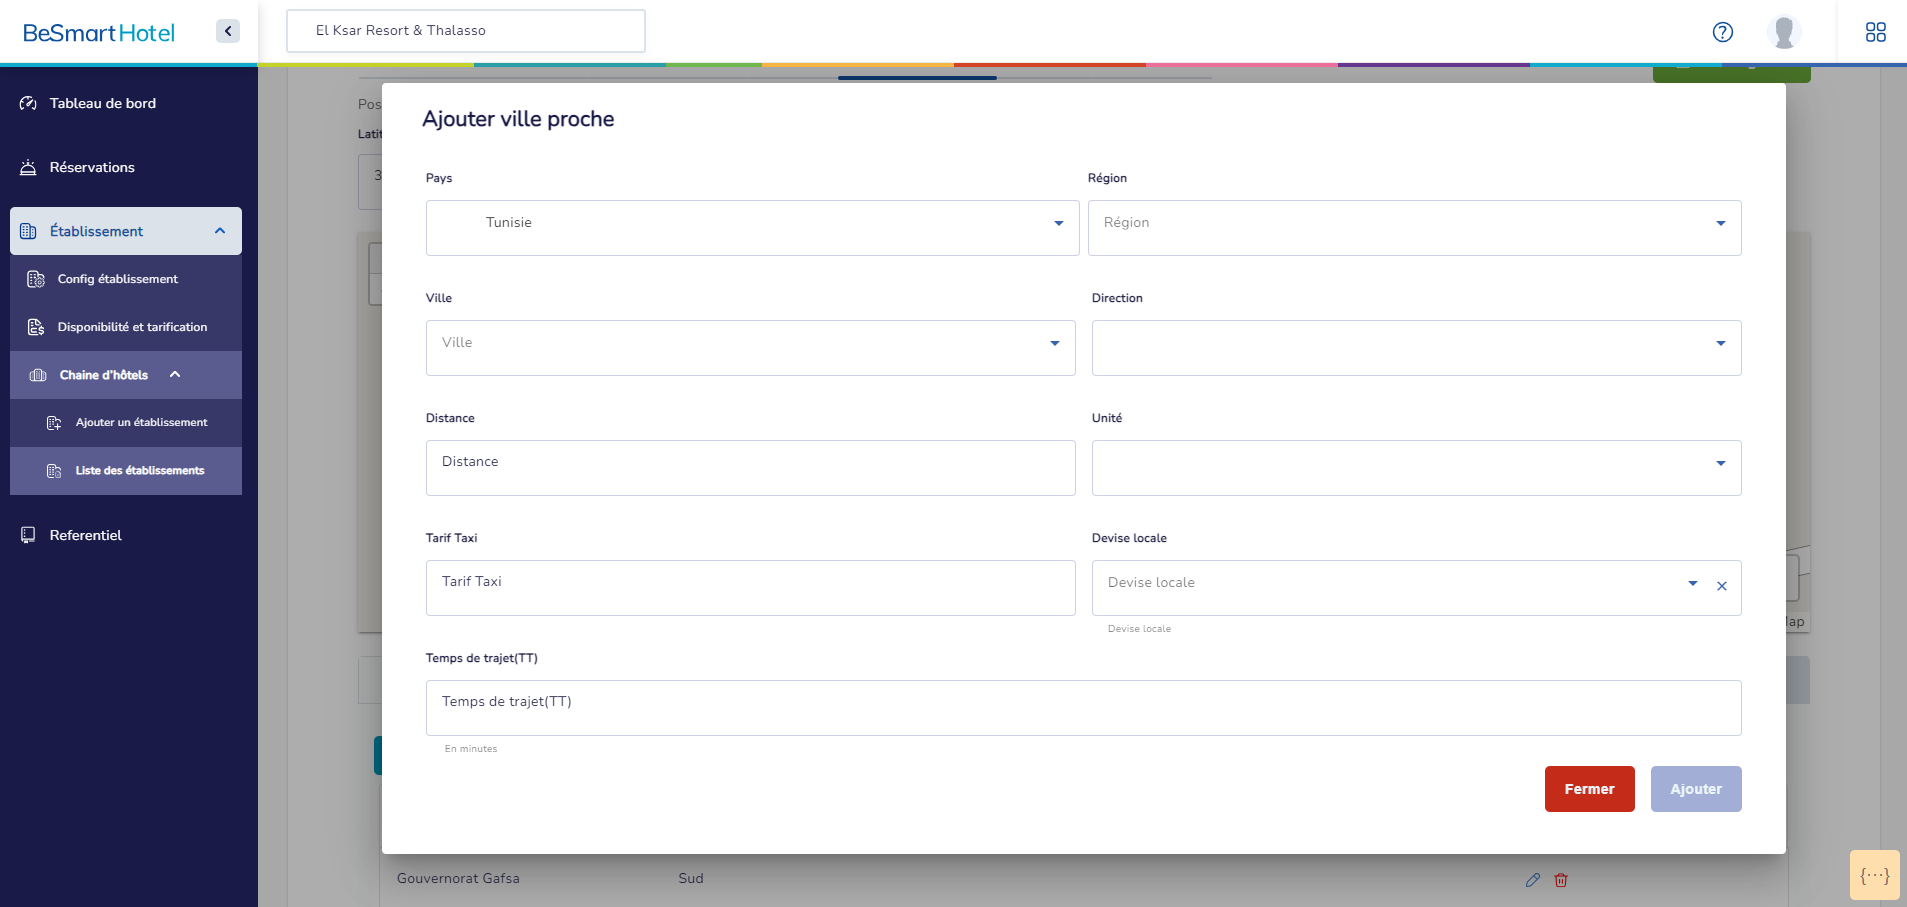 BeSmartHotel
El Ksar Resort & Thalasso
Tableau de bord
Réservations
Établissement
Config établissement
Disponibilité et tarification
Chaine d'hôtels
Ajouter un établissement
Liste des établissements
Referentiel
Pos
Latit
3
Ajouter ville proche
Pays
Région
Tunisie
Région
Ville
Direction
Ville
Distance
Unité
Distance
Tarif Taxi
Devise locale
Tarif Taxi
Devise locale
Devise locale
Temps de trajet(TT)
Temps de trajet(TT)
En minutes
Fermer
Ajouter
Gouvernorat Gafsa
Sud
{···}